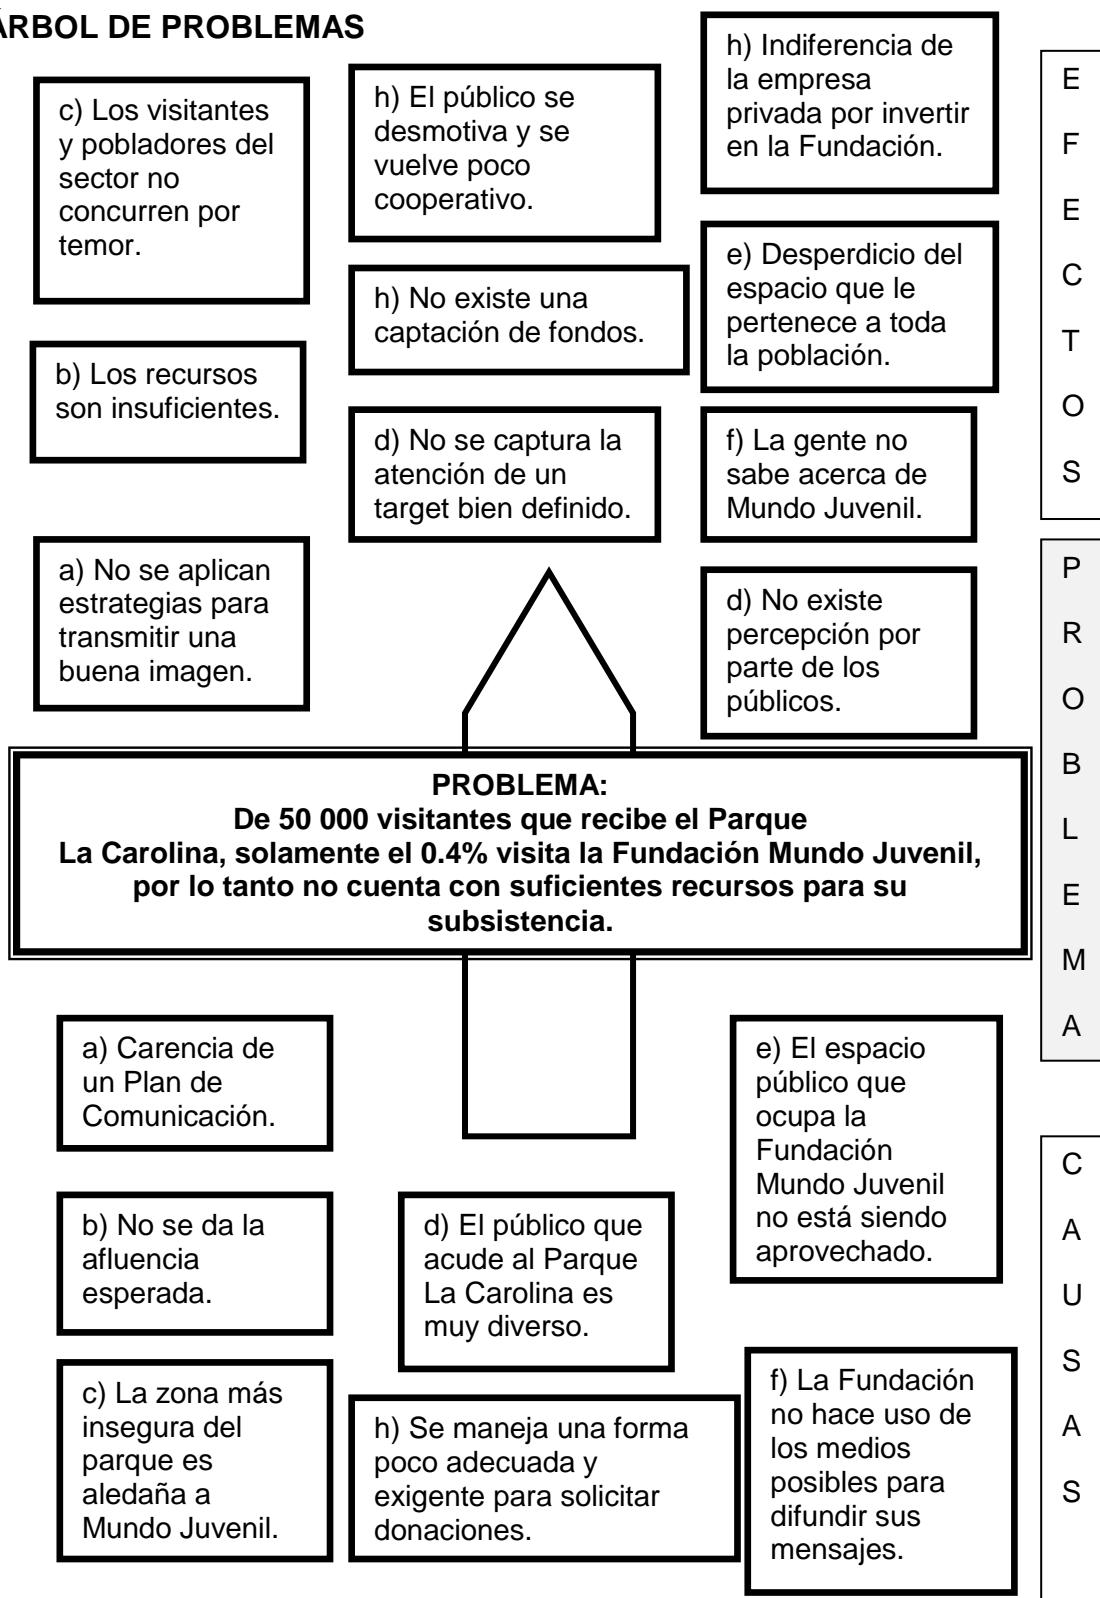 ÁRBOL DE PROBLEMAS
c) Los visitantes
y pobladores del
sector no
concurren por
temor.
h) El público se
desmotiva y se
vuelve poco
cooperativo.
h) Indiferencia de
la empresa
privada por invertir
en la Fundación.
b) Los recursos
son insuficientes.
h) No existe una
captación de fondos.
e) Desperdicio del
espacio que le
pertenece a toda
la población.
d) No se captura la
atención de un
target bien definido.
f) La gente no
sabe acerca de
Mundo Juvenil.
a) No se aplican
estrategias para
transmitir una
buena imagen.
d) No existe
percepción por
parte de los
públicos.
E
F
E
C
T
O
S
PROBLEMA:
De 50 000 visitantes que recibe el Parque
La Carolina, solamente el 0.4% visita la Fundación Mundo Juvenil,
por lo tanto no cuenta con suficientes recursos para su
subsistencia.
P
R
O
B
L
E
M
A
a) Carencia de
un Plan de
Comunicación.
b) No se da la
afluencia
esperada.
c) La zona más
insegura del
parque es
aledaña a
Mundo Juvenil.
d) El público que
acude al Parque
La Carolina es
muy diverso.
h) Se maneja una forma
poco adecuada y
exigente para solicitar
donaciones.
e) El espacio
público que
ocupa la
Fundación
Mundo Juvenil
no está siendo
aprovechado.
f) La Fundación
no hace uso de
los medios
posibles para
difundir sus
mensajes.
C
A
U
S
A
S